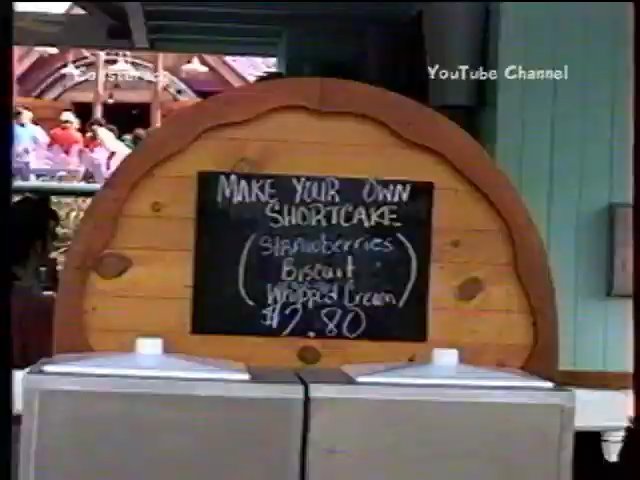 YouTube Channel
MAKE YOUR OWN
SHORTCAKE
(Strawberries
Biscuit
Whipped Cream)
$2.80